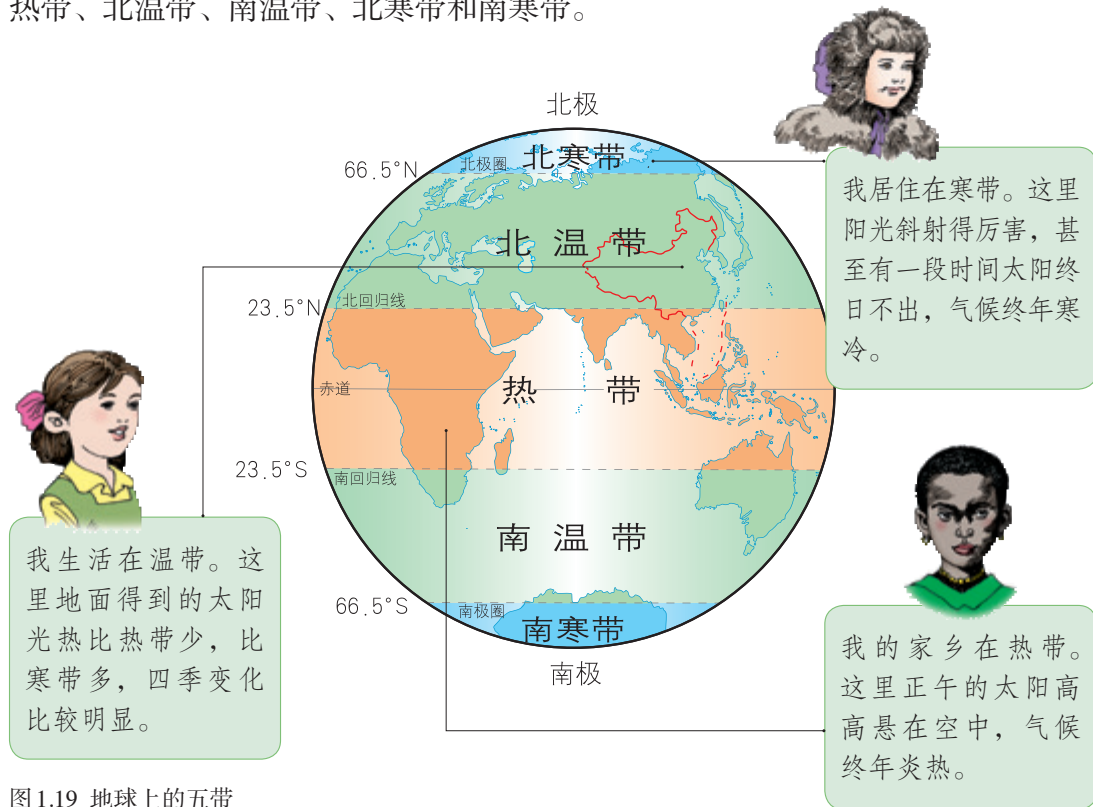 热带、北温带、南温带、北寒带和南寒带。
北极
66.5°N
北极圈
北寒带
我居住在寒带。这里
阳光斜射得厉害，甚
至有一段时间太阳终
日不出，气候终年寒
冷。
北温带
23.5°N
北回归线
赤道
热带
23.5°S
南回归线
南温带
我生活在温带。这
里地面得到的太阳
光热比热带少，比
寒带多，四季变化
比较明显。
66.5°S
南极圈
南寒带
南极
我的家乡在热带。
这里正午的太阳高
高悬在空中，气候
终年炎热。
图1.19 地球上的五带